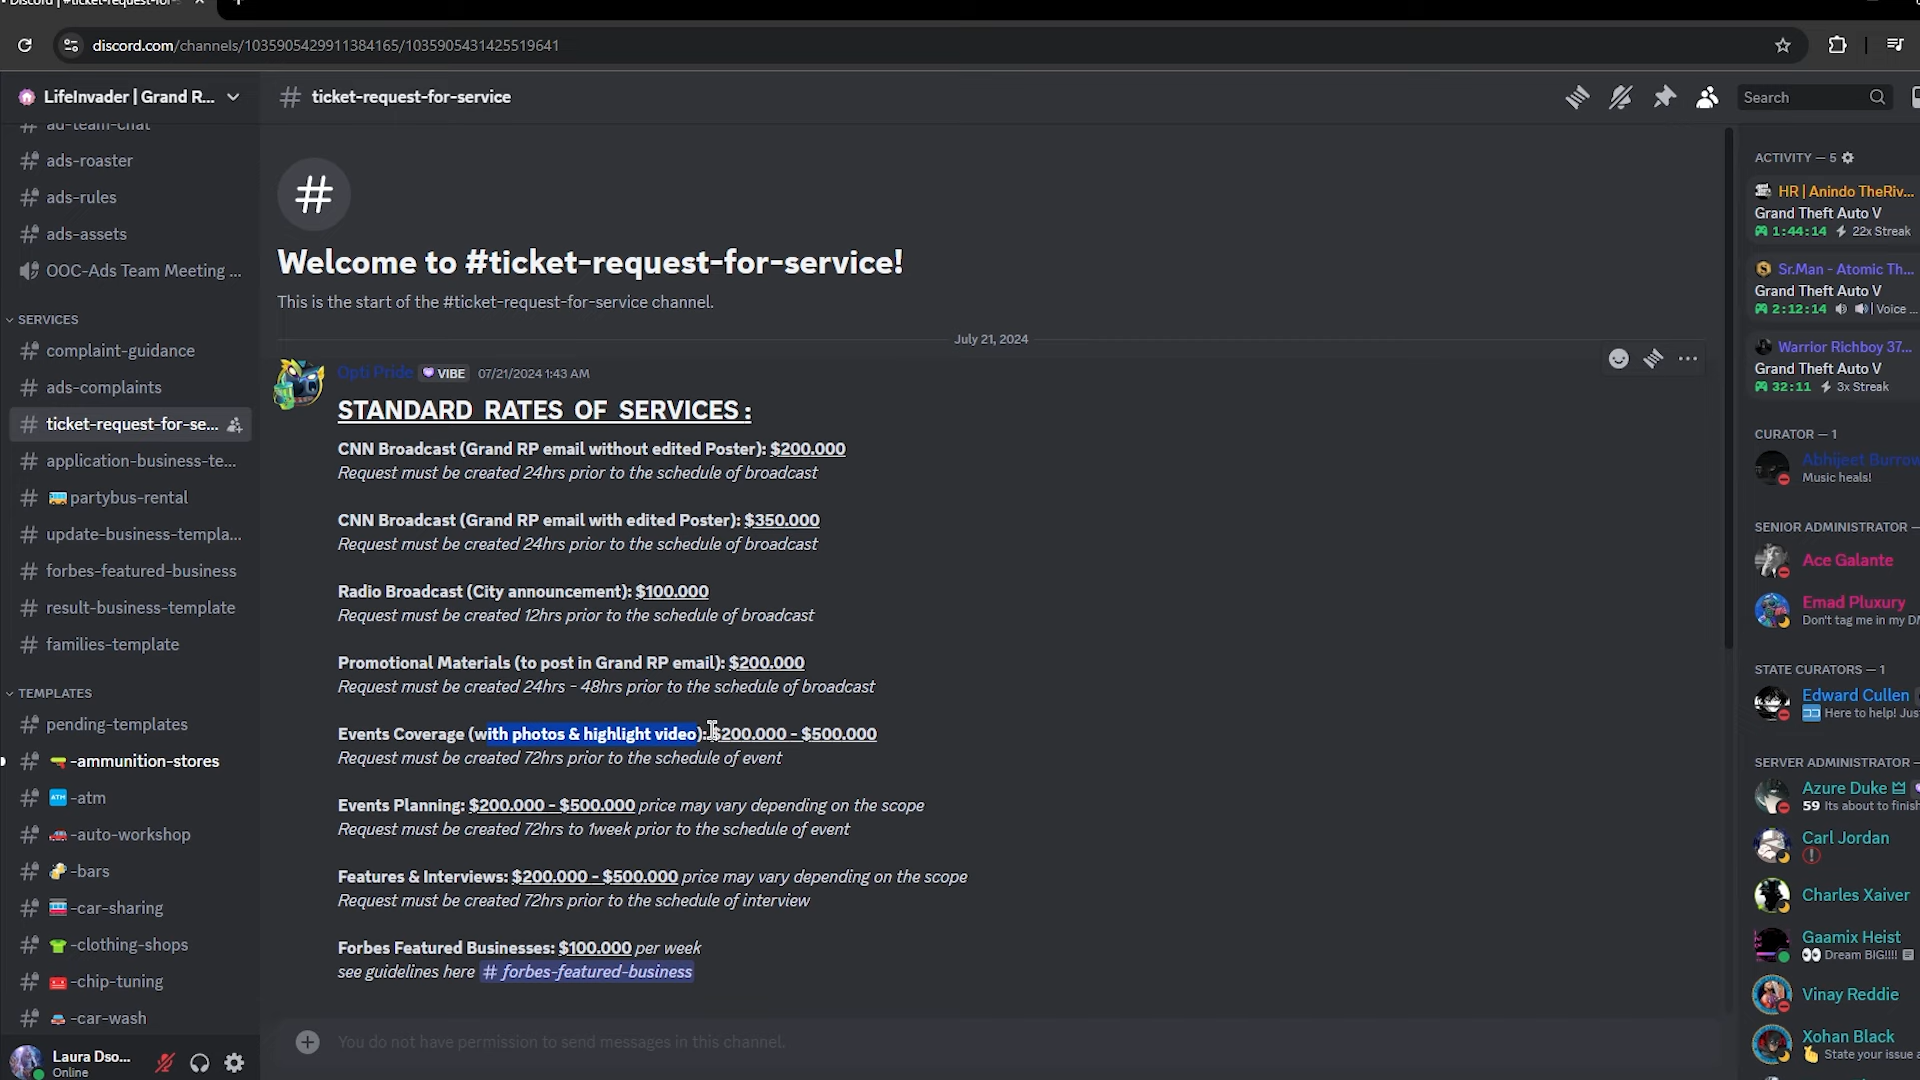 discord.com/channels/1035905429911384165/1035905431425519641
LifeInvader | Grand R...
# ticket-request-for-service
Search
ad-team-chat
ads-roaster
ads-rules
ads-assets
OOC-Ads Team Meeting ...
SERVICES
complaint-guidance
ads-complaints
ticket-request-for-se...
application-business-te...
partybus-rental
update-business-templa...
forbes-featured-business
result-business-template
families-template
TEMPLATES
pending-templates
-ammunition-stores
ATM -atm
-auto-workshop
-bars
-car-sharing
-clothing-shops
-chip-tuning
-car-wash
Laura Dso...
Online
Welcome to #ticket-request-for-service!
This is the start of the #ticket-request-for-service channel.
July 21, 2024
Opti Pride VIBE 07/21/2024 1:43 AM
STANDARD RATES OF SERVICES :
CNN Broadcast (Grand RP email without edited Poster): $200.000
Request must be created 24hrs prior to the schedule of broadcast
CNN Broadcast (Grand RP email with edited Poster): $350.000
Request must be created 24hrs prior to the schedule of broadcast
Radio Broadcast (City announcement): $100.000
Request must be created 12hrs prior to the schedule of broadcast
Promotional Materials (to post in Grand RP email): $200.000
Request must be created 24hrs - 48hrs prior to the schedule of broadcast
Events Coverage (with photos & highlight video): $200.000 - $500.000
Request must be created 72hrs prior to the schedule of event
Events Planning: $200.000 - $500.000 price may vary depending on the scope
Request must be created 72hrs to 1week prior to the schedule of event
Features & Interviews: $200.000 - $500.000 price may vary depending on the scope
Request must be created 72hrs prior to the schedule of interview
Forbes Featured Businesses: $100.000 per week
see guidelines here # forbes-featured-business
You do not have permission to send messages in this channel.
ACTIVITY — 5
HR | Anindo TheRiv...
Grand Theft Auto V
1:44:14 22x Streak
Sr.Man - Atomic Th...
Grand Theft Auto V
2:12:14 Voice ...
Warrior Richboy 37...
Grand Theft Auto V
32:11 3x Streak
CURATOR — 1
Abhijeet Burrow
Music heals!
SENIOR ADMINISTRATOR —
Ace Galante
Emad Pluxury
Don't tag me in my DM
STATE CURATORS — 1
Edward Cullen
Here to help! Jus
SERVER ADMINISTRATOR —
Azure Duke
59 Its about to finish
Carl Jordan
Charles Xaiver
Gaamix Heist
Dream BIG!!!!
Vinay Reddie
Xohan Black
State your issue a